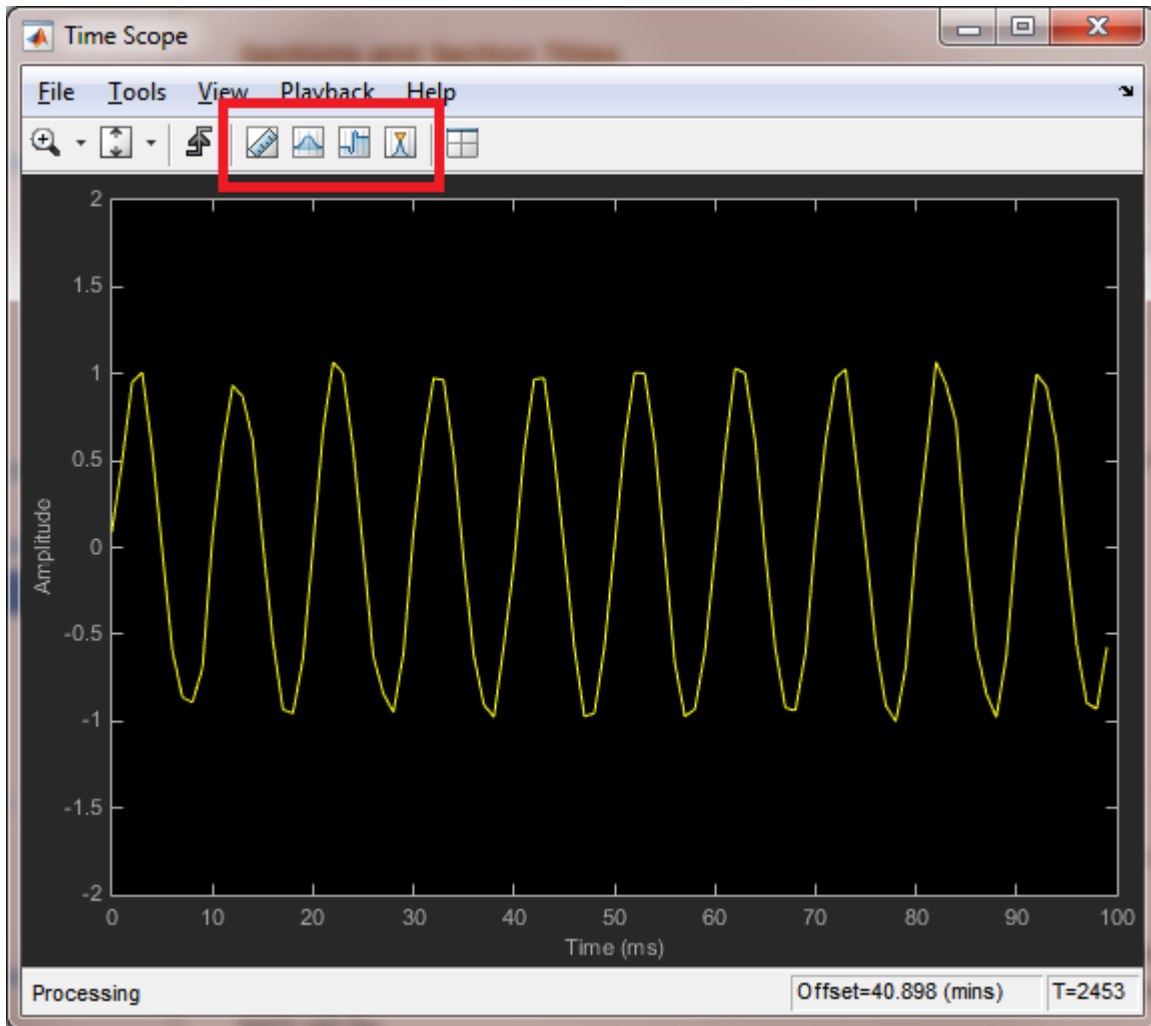 Time Scope
File Tools View Playback Help
2
1.5
1
0.5
0
-0.5
-1
-1.5
-2
Amplitude
0 10 20 30 40 50 60 70 80 90 100
Time (ms)
Processing Offset=40.898 (mins) T=2453